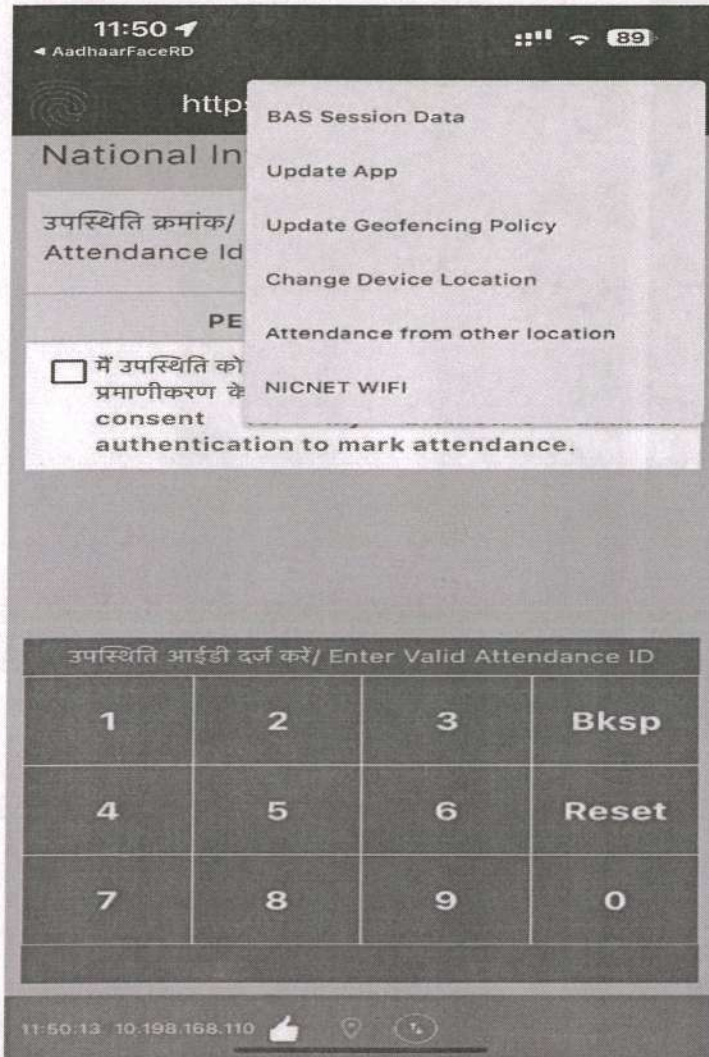 11:50
89
◀ AadhaarFaceRD
https
BAS Session Data
National In
Update App
उपस्थिति क्रमांक/
Update Geofencing Policy
Attendance Id
Change Device Location
PE
Attendance from other location
मैं उपस्थिति को
प्रमाणीकरण के
NICNET WIFI
consent
authentication to mark attendance.
उपस्थिति आईडी दर्ज करें/ Enter Valid Attendance ID
1 2 3 Bksp
4 5 6 Reset
7 8 9 0
11:50:13 10.198.168.110